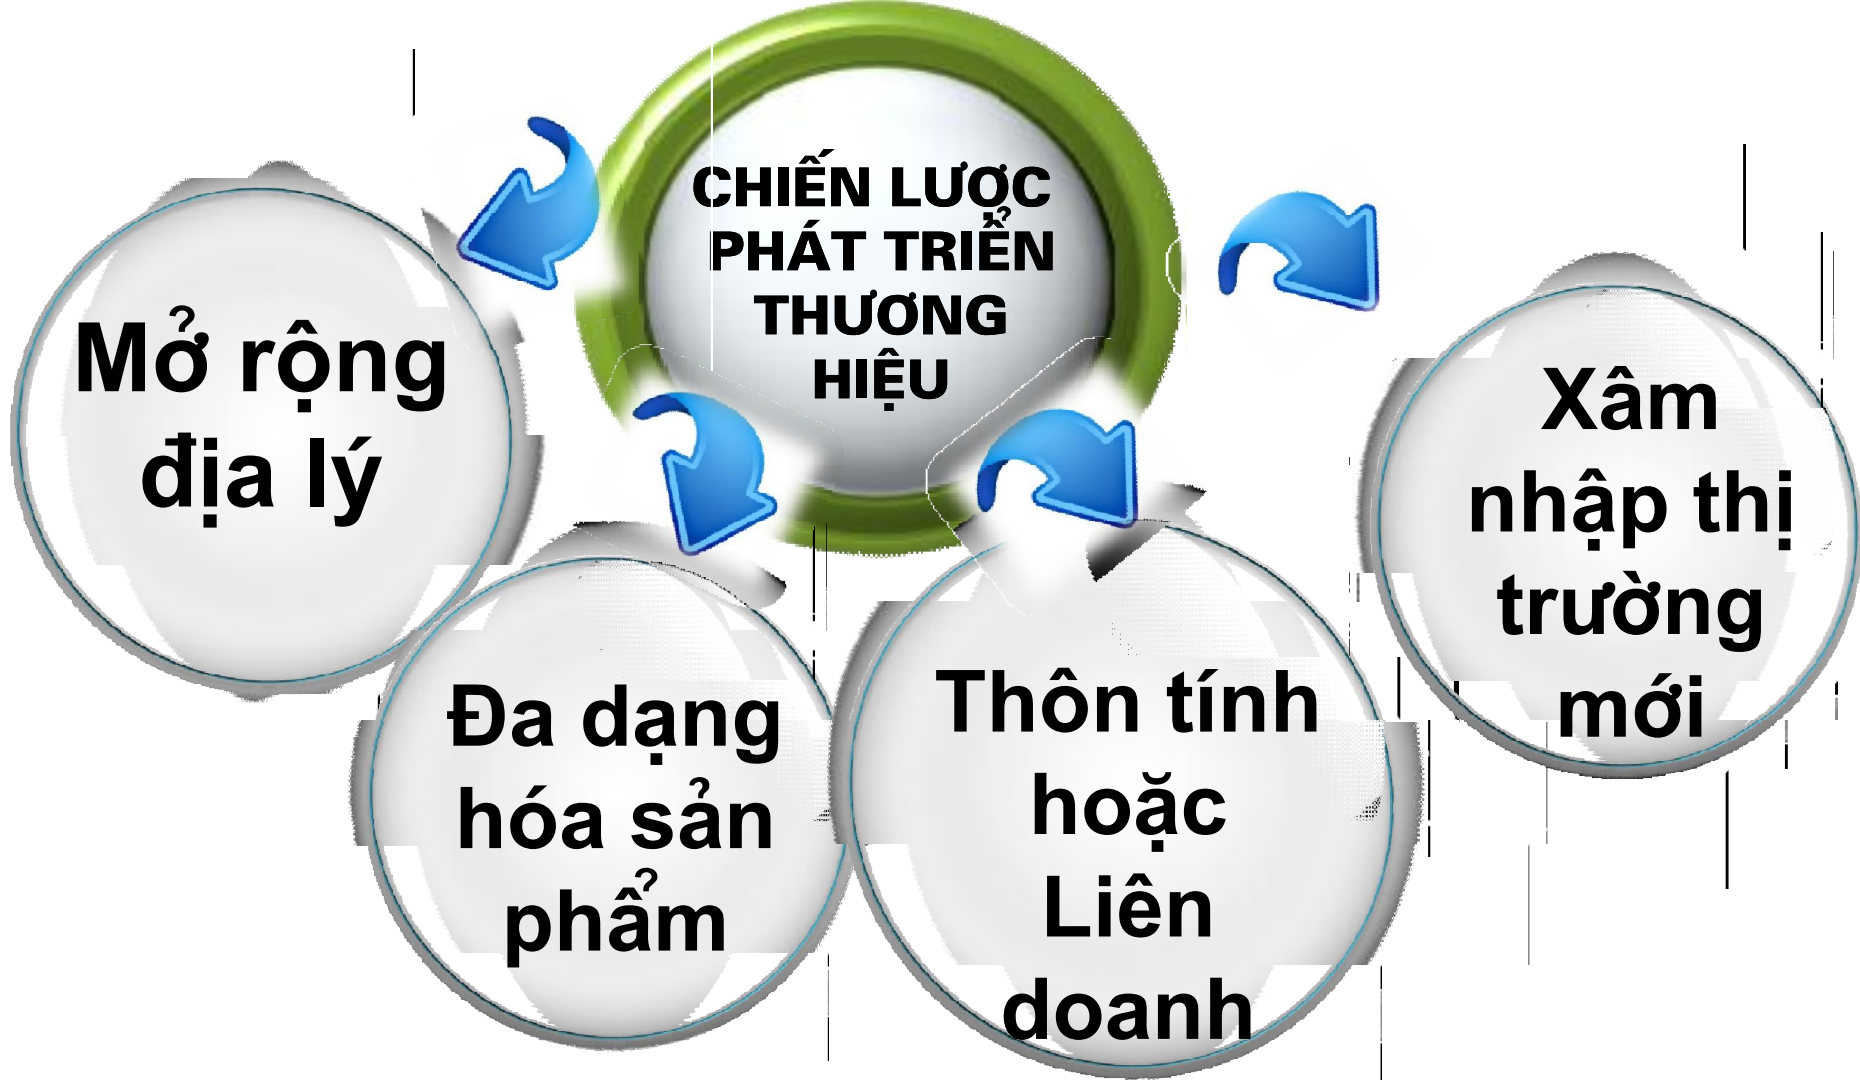 CHIẾN LƯỢC
PHÁT TRIỂN
THƯƠNG
HIỆU
Mở rộng
địa lý
Đa dạng
hóa sản
phẩm
Thôn tính
hoặc
Liên
doanh
Xâm
nhập thị
trường
mới